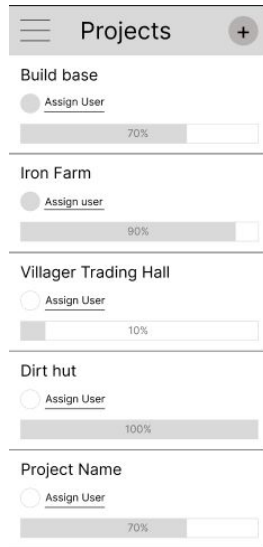 Projects +
Build base
Assign User
70%
Iron Farm
Assign user
90%
Villager Trading Hall
Assign User
10%
Dirt hut
Assign User
100%
Project Name
Assign User
70%